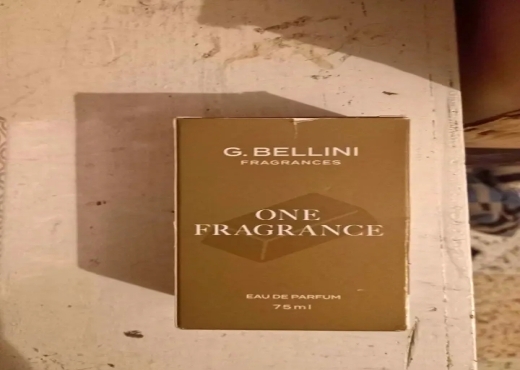 G. BELLINI
FRAGRANCES
ONE
FRAGRANCE
EAU DE PARFUM
75ml